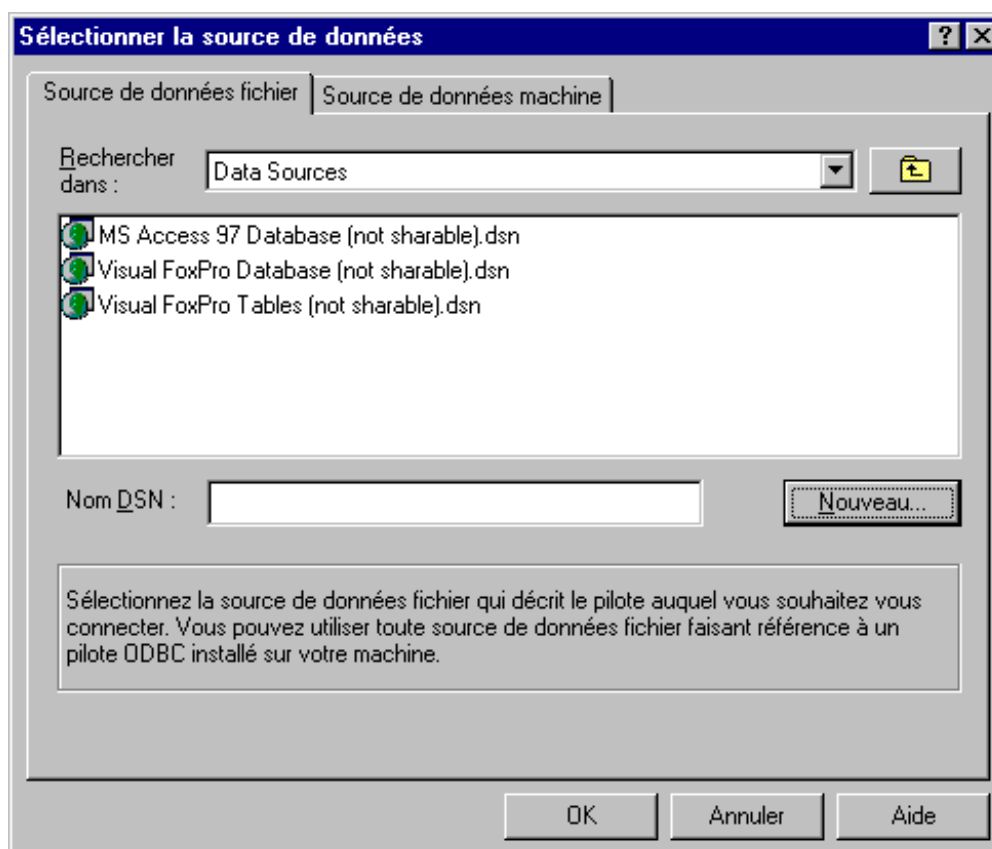 Sélectionner la source de données
Source de données fichier
Source de données machine
Rechercher
dans :
Data Sources
MS Access 97 Database (not sharable).dsn
Visual FoxPro Database (not sharable).dsn
Visual FoxPro Tables (not sharable).dsn
Nom DSN :
Nouveau...
Sélectionnez la source de données fichier qui décrit le pilote auquel vous souhaitez vous
connecter. Vous pouvez utiliser toute source de données fichier faisant référence à un
pilote ODBC installé sur votre machine.
OK
Annuler
Aide